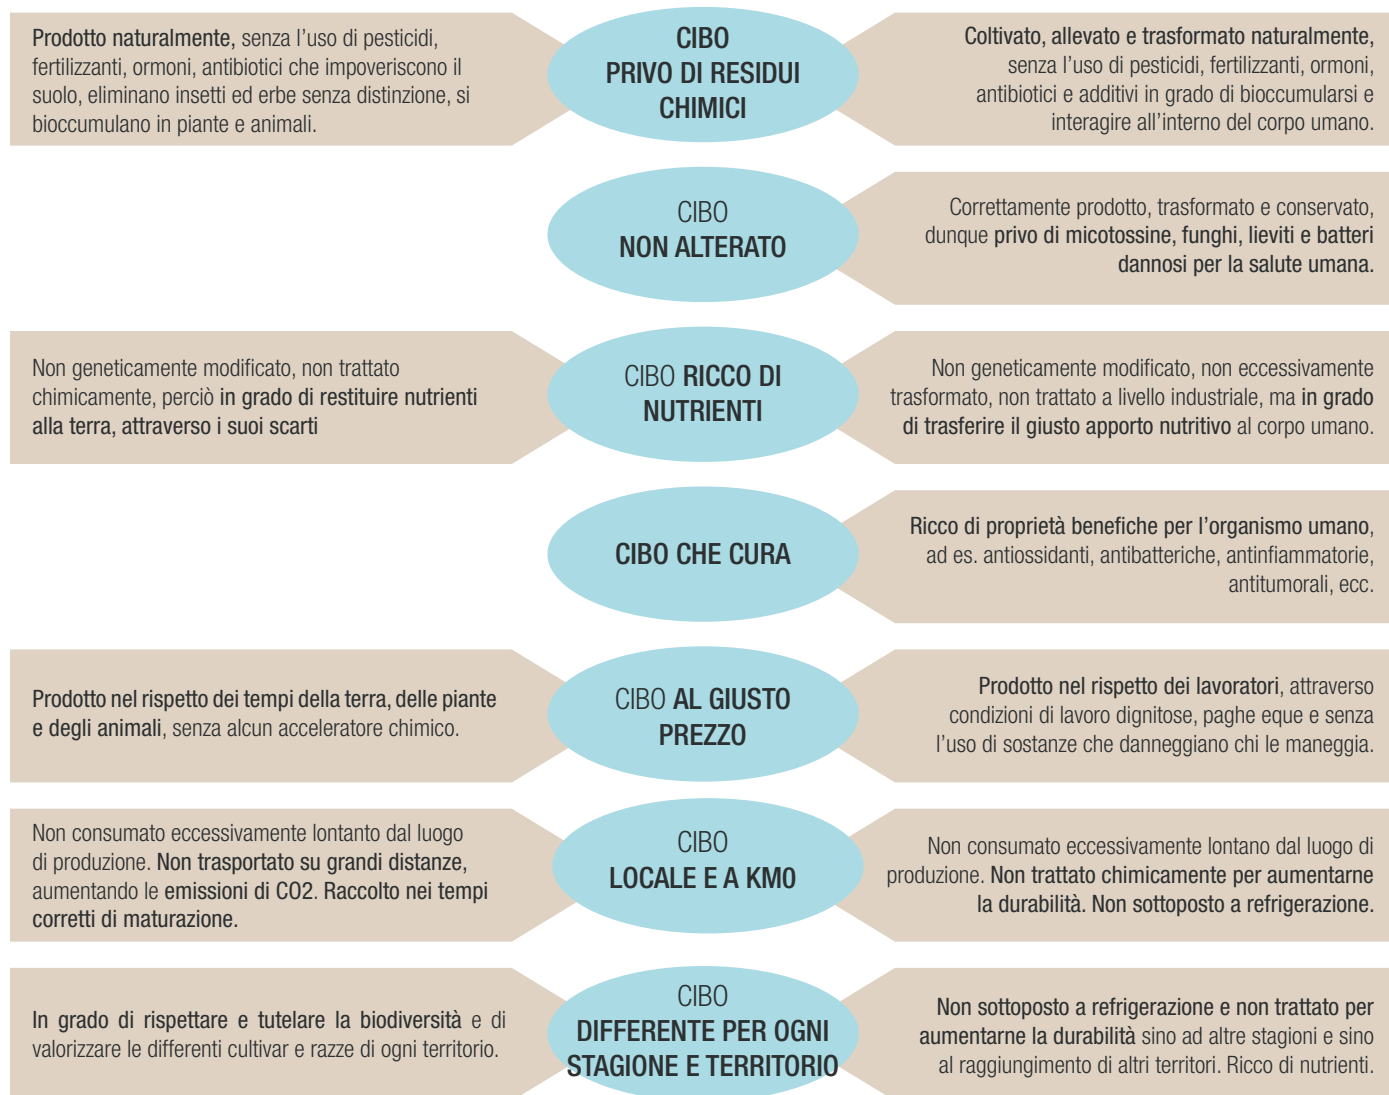 Prodotto naturalmente, senza l'uso di pesticidi,
fertilizzanti, ormoni, antibiotici che impoveriscono il
suolo, eliminano insetti ed erbe senza distinzione, si
bioccumulano in piante e animali.
CIBO
PRIVO DI RESIDUI
CHIMICI
Coltivato, allevato e trasformato naturalmente,
senza l'uso di pesticidi, fertilizzanti, ormoni,
antibiotici e additivi in grado di bioccumularsi e
interagire all'interno del corpo umano.
CIBO
NON ALTERATO
Correttamente prodotto, trasformato e conservato,
dunque privo di micotossine, funghi, lieviti e batteri
dannosi per la salute umana.
Non geneticamente modificato, non trattato
chimicamente, perciò in grado di restituire nutrienti
alla terra, attraverso i suoi scarti
CIBO RICCO DI
NUTRIENTI
Non geneticamente modificato, non eccessivamente
trasformato, non trattato a livello industriale, ma in grado
di trasferire il giusto apporto nutritivo al corpo umano.
CIBO CHE CURA
Ricco di proprietà benefiche per l'organismo umano,
ad es. antiossidanti, antibatteriche, antinfiammatorie,
antitumorali, ecc.
Prodotto nel rispetto dei tempi della terra, delle piante
e degli animali, senza alcun acceleratore chimico.
CIBO AL GIUSTO
PREZZO
Prodotto nel rispetto dei lavoratori, attraverso
condizioni di lavoro dignitose, paghe eque e senza
l'uso di sostanze che danneggiano chi le maneggia.
Non consumato eccessivamente lontanto dal luogo
di produzione. Non trasportato su grandi distanze,
aumentando le emissioni di CO2. Raccolto nei tempi
corretti di maturazione.
CIBO
LOCALE E A KM0
Non consumato eccessivamente lontano dal luogo di
produzione. Non trattato chimicamente per aumentarne
la durabilità. Non sottoposto a refrigerazione.
In grado di rispettare e tutelare la biodiversità e di
valorizzare le differenti cultivar e razze di ogni territorio.
CIBO
DIFFERENTE PER OGNI
STAGIONE E TERRITORIO
Non sottoposto a refrigerazione e non trattato per
aumentarne la durabilità sino ad altre stagioni e sino
al raggiungimento di altri territori. Ricco di nutrienti.